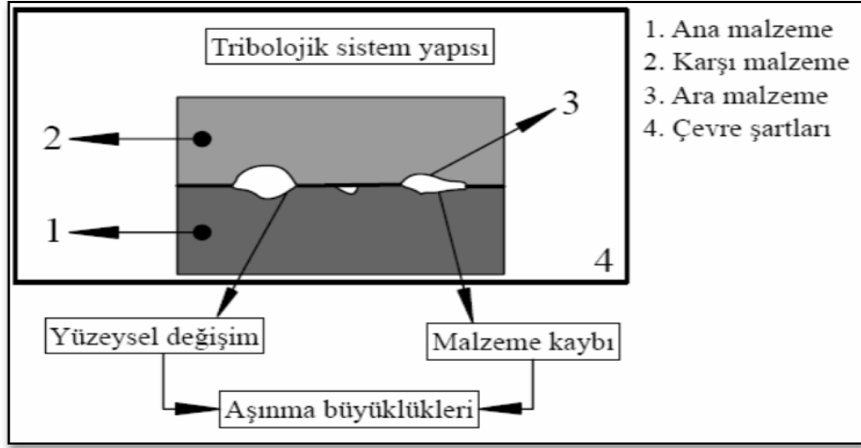 Tribolojik sistem yapısı
1. Ana malzeme
2. Karşı malzeme
3. Ara malzeme
4. Çevre şartları
3
2
1
4
Yüzeysel değişim
Malzeme kaybı
Aşınma büyüklükleri